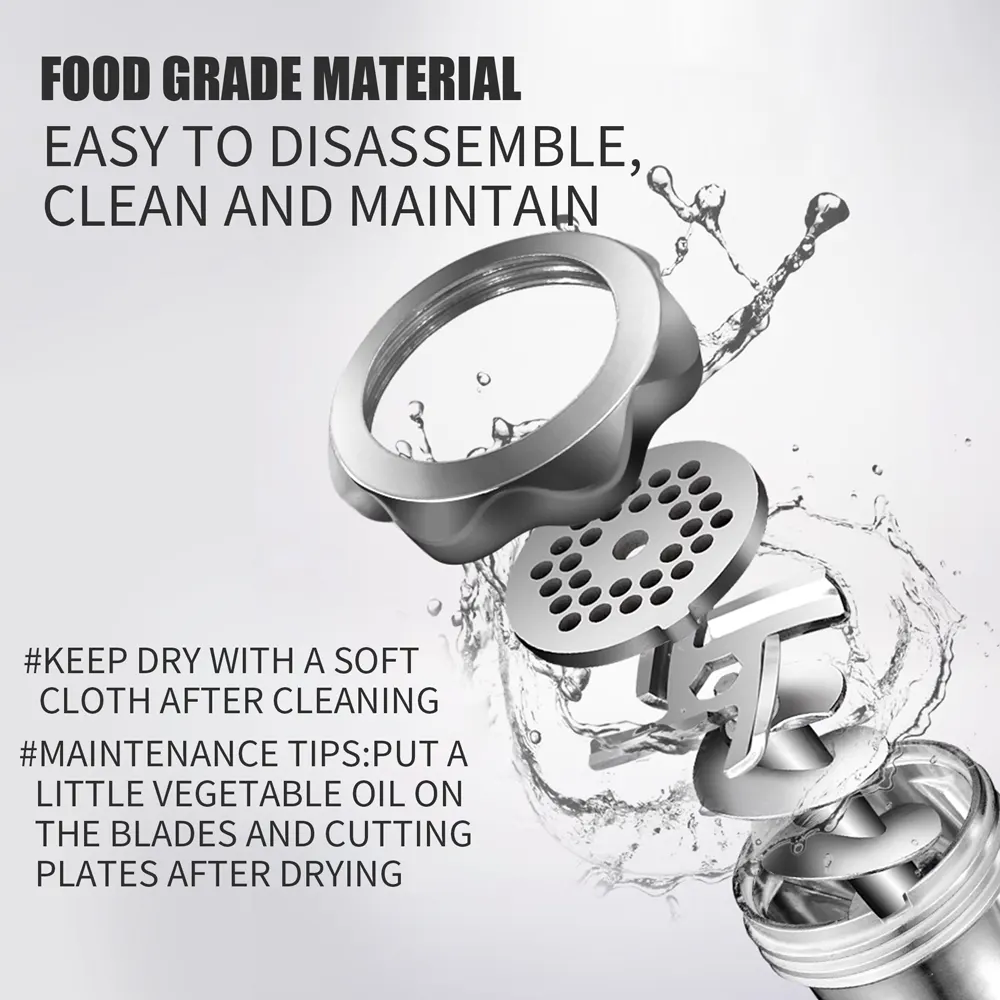 FOOD GRADE MATERIAL
EASY TO DISASSEMBLE,
CLEAN AND MAINTAIN
#KEEP DRY WITH A SOFT
CLOTH AFTER CLEANING
#MAINTENANCE TIPS:PUT A
LITTLE VEGETABLE OIL ON
THE BLADES AND CUTTING
PLATES AFTER DRYING